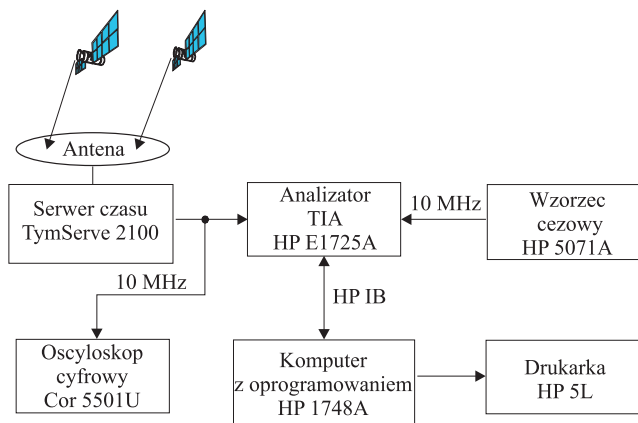 Antena
Serwer czasu
TymServe 2100
Analizator
TIA
HP E1725A
10 MHz
Wzorzec
cezowy
HP 5071A
10 MHz
HP IB
Oscyloskop
cyfrowy
Cor 5501U
Komputer
z oprogramowaniem
HP 1748A
Drukarka
HP 5L